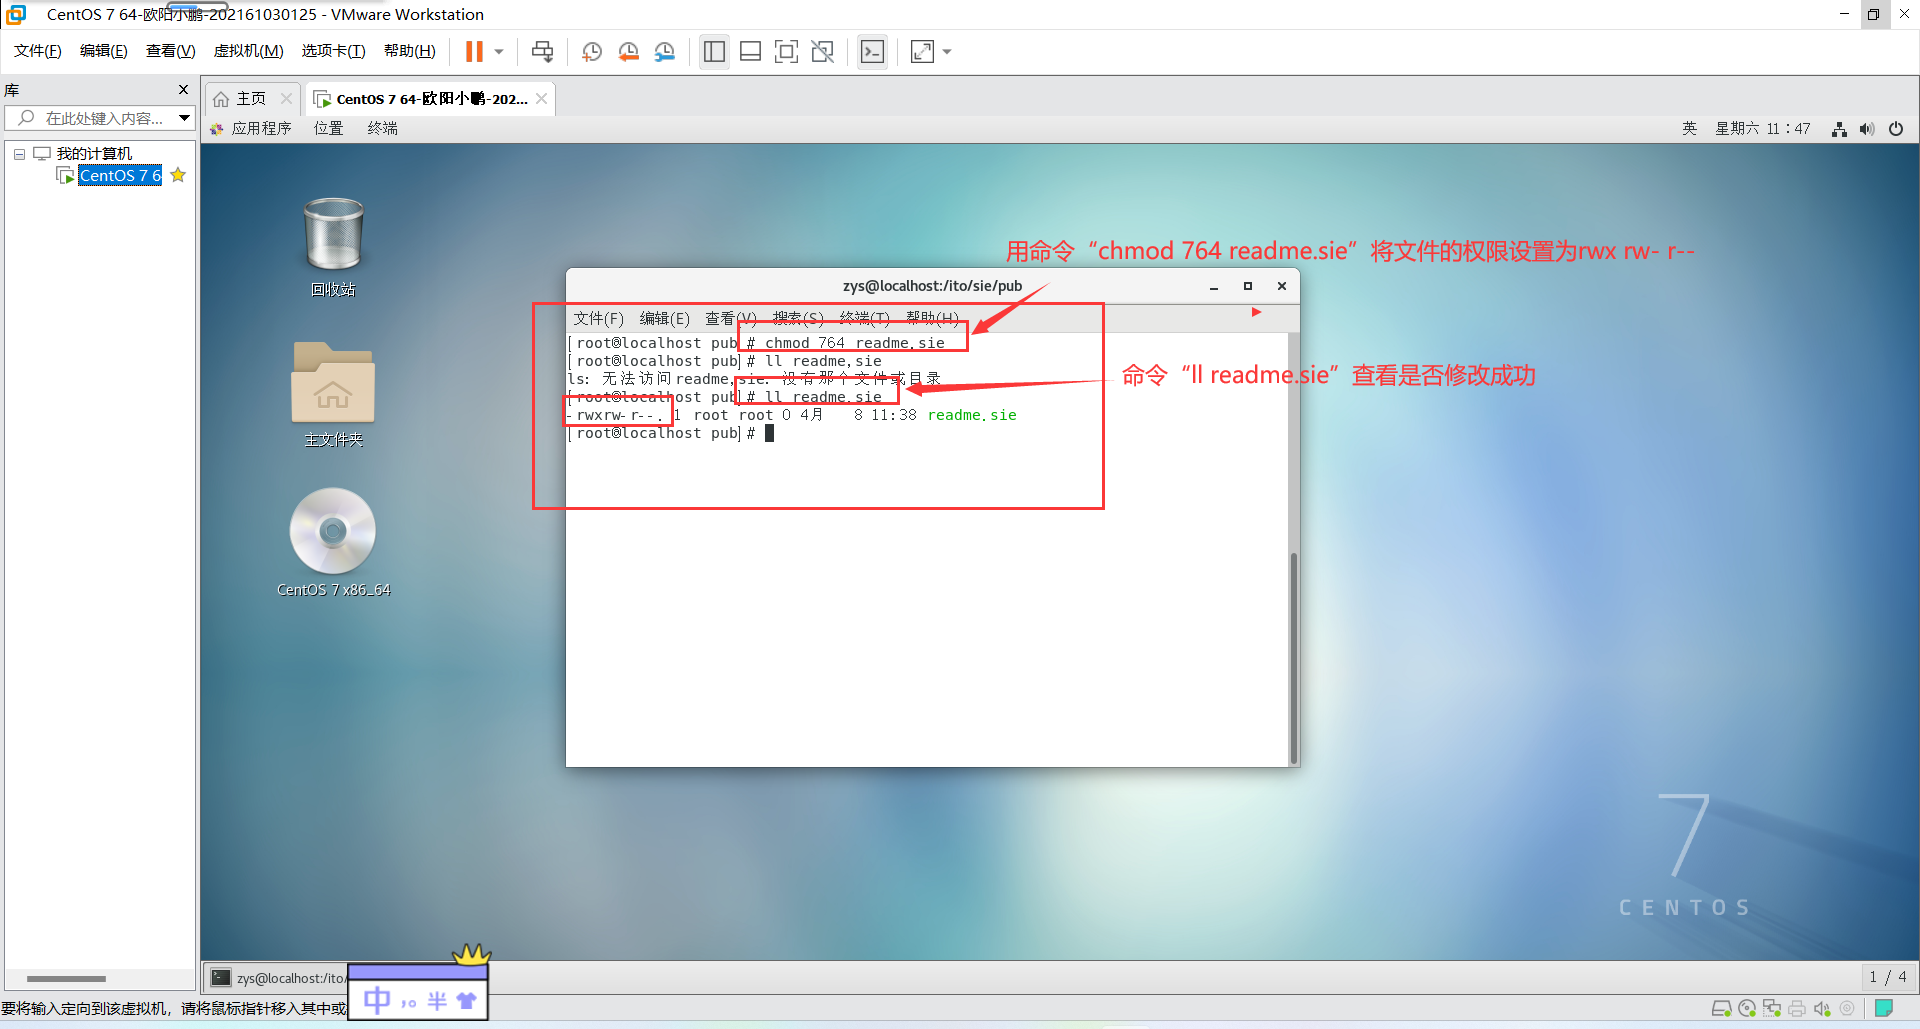 CentOS 7 64-欧阳小鹏-202161030125 - VMware Workstation
文件(F) 编辑(E) 查看(V) 虚拟机(M) 选项卡(T) 帮助(H)
库
在此处键入内容...
我的计算机
CentOS 7 6
主页
CentOS 7 64-欧阳小鹏-202...
应用程序 位置 终端
英 星期六 11：47
回收站
主文件夹
CentOS 7 x86_64
用命令“chmod 764 readme.sie”将文件的权限设置为rwx rw- r--
zys@localhost:/ito/sie/pub
文件(F) 编辑(E) 查看(V) 搜索(S) 终端(T) 帮助(H)
[root@localhost pub]# chmod 764 readme.sie
[root@localhost pub]# ll readme,sie
ls: 无法访问readme,sie: 没有那个文件或目录
[root@localhost pub]# ll readme.sie
-rwxrw-r--. 1 root root 0 4月 8 11:38 readme.sie
[root@localhost pub]#
命令“ll readme.sie”查看是否修改成功
7
CENTOS
zys@localhost:/ito/
1 / 4
中 ,。半
要将输入定向到该虚拟机，请将鼠标指针移入其中或